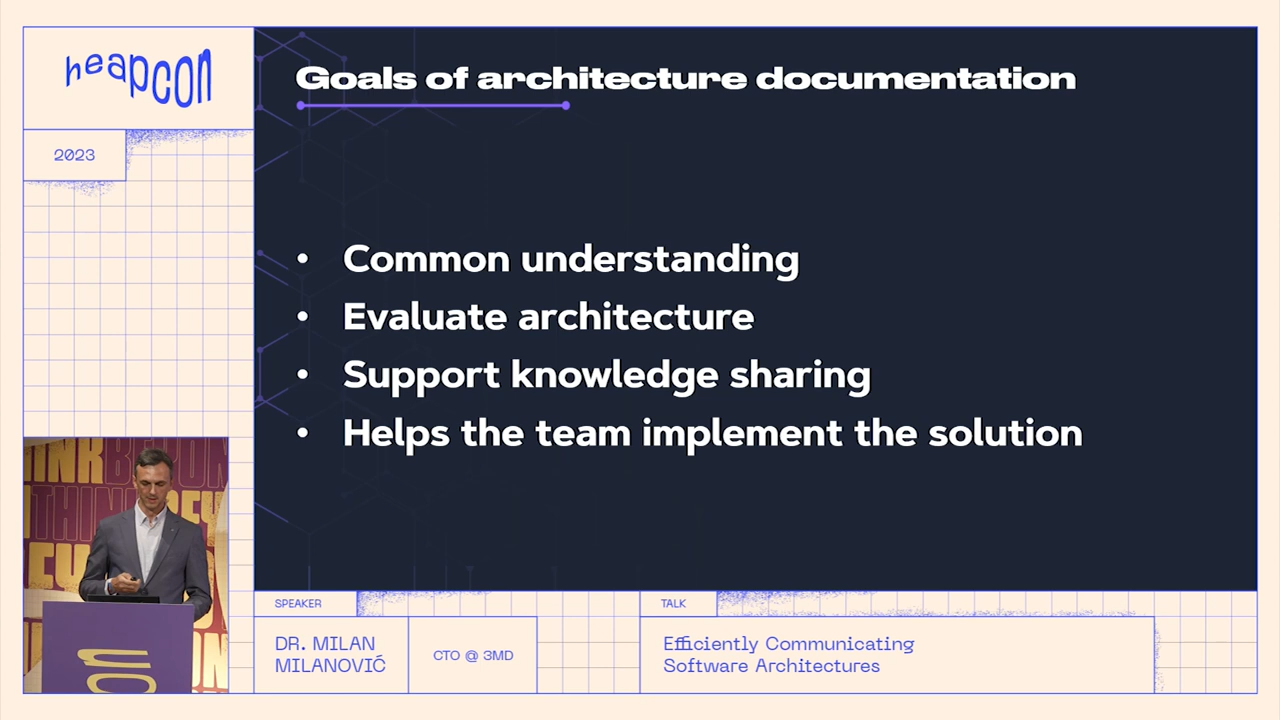 heapcon
2023
Goals of architecture documentation
• Common understanding
• Evaluate architecture
• Support knowledge sharing
• Helps the team implement the solution
SPEAKER
DR. MILAN
MILANOVIĆ
CTO @ 3MD
TALK
Efficiently Communicating
Software Architectures